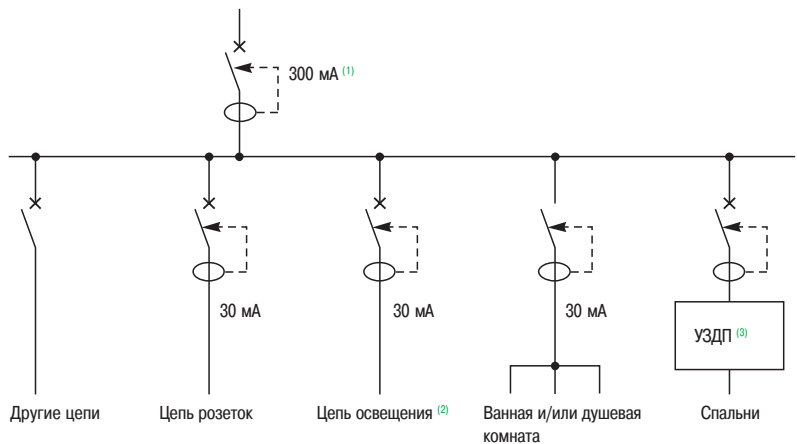 300 мА (1)
30 мА
30 мА
30 мА
УЗДП (3)
Другие цепи
Цепь розеток
Цепь освещения (2)
Ванная и/или душевая
комната
Спальни